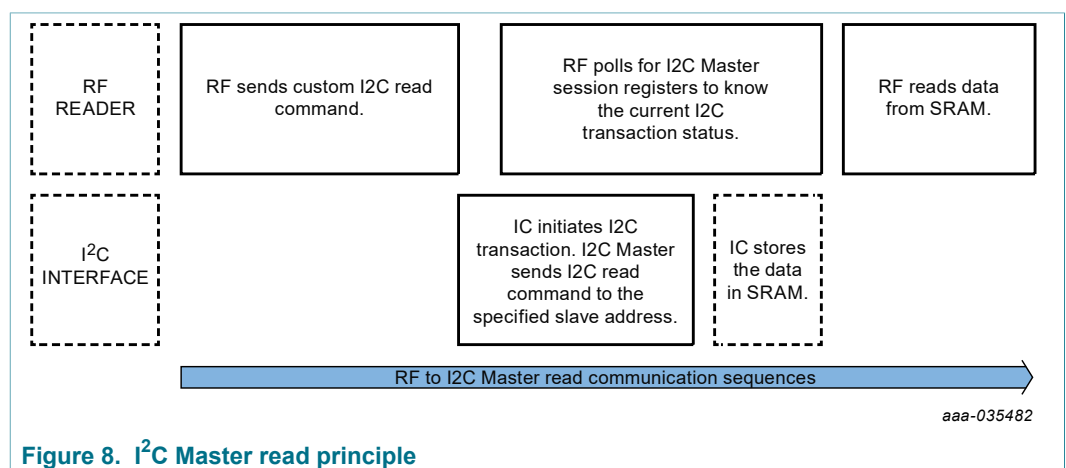 RF
READER
RF sends custom I2C read
command.
RF polls for I2C Master
session registers to know
the current I2C
transaction status.
RF reads data
from SRAM.
I2C
INTERFACE
IC initiates I2C
transaction. I2C Master
sends I2C read
command to the
specified slave address.
IC stores
the data
in SRAM.
RF to I2C Master read communication sequences
aaa-035482
Figure 8. I2C Master read principle